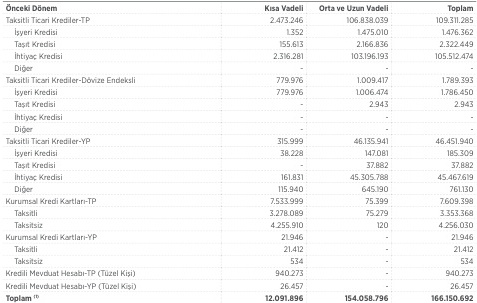 Önceki Dönem Kısa Vadeli Orta ve Uzun Vadeli Toplam
Taksitli Ticari Krediler-TP 2.473.246 106.838.039 109.311.285
İşyeri Kredisi 1.352 1.475.010 1.476.362
Taşıt Kredisi 155.613 2.166.836 2.322.449
İhtiyaç Kredisi 2.316.281 103.196.193 105.512.474
Diğer - - -
Taksitli Ticari Krediler-Dövize Endeksli 779.976 1.009.417 1.789.393
İşyeri Kredisi 779.976 1.006.474 1.786.450
Taşıt Kredisi - 2.943 2.943
İhtiyaç Kredisi - - -
Diğer - - -
Taksitli Ticari Krediler-YP 315.999 46.135.941 46.451.940
İşyeri Kredisi 38.228 147.081 185.309
Taşıt Kredisi - 37.882 37.882
İhtiyaç Kredisi 161.831 45.305.788 45.467.619
Diğer 115.940 645.190 761.130
Kurumsal Kredi Kartları-TP 7.533.999 75.399 7.609.398
Taksitli 3.278.089 75.279 3.353.368
Taksitsiz 4.255.910 120 4.256.030
Kurumsal Kredi Kartları-YP 21.946 - 21.946
Taksitli 21.412 - 21.412
Taksitsiz 534 - 534
Kredili Mevduat Hesabı-TP (Tüzel Kişi) 940.273 - 940.273
Kredili Mevduat Hesabı-YP (Tüzel Kişi) 26.457 - 26.457
Toplam (1) 12.091.896 154.058.796 166.150.692